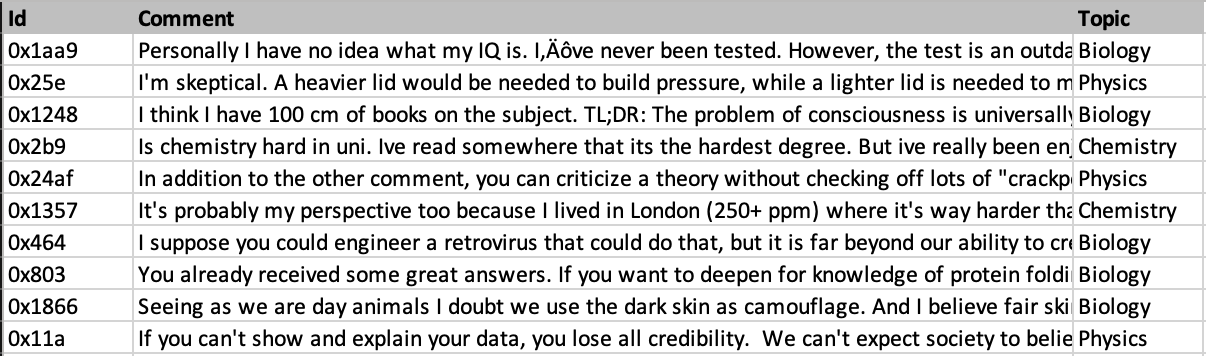 Id Comment Topic
0x1aa9 Personally I have no idea what my IQ is. I‚Äôve never been tested. However, the test is an outda Biology
0x25e I'm skeptical. A heavier lid would be needed to build pressure, while a lighter lid is needed to m Physics
0x1248 I think I have 100 cm of books on the subject. TL;DR: The problem of consciousness is universally Biology
0x2b9 Is chemistry hard in uni. Ive read somewhere that its the hardest degree. But ive really been enj Chemistry
0x24af In addition to the other comment, you can criticize a theory without checking off lots of "crackp Physics
0x1357 It's probably my perspective too because I lived in London (250+ ppm) where it's way harder tha Chemistry
0x464 I suppose you could engineer a retrovirus that could do that, but it is far beyond our ability to cre Biology
0x803 You already received some great answers. If you want to deepen for knowledge of protein foldi Biology
0x1866 Seeing as we are day animals I doubt we use the dark skin as camouflage. And I believe fair ski Biology
0x11a If you can't show and explain your data, you lose all credibility.  We can't expect society to belie Physics